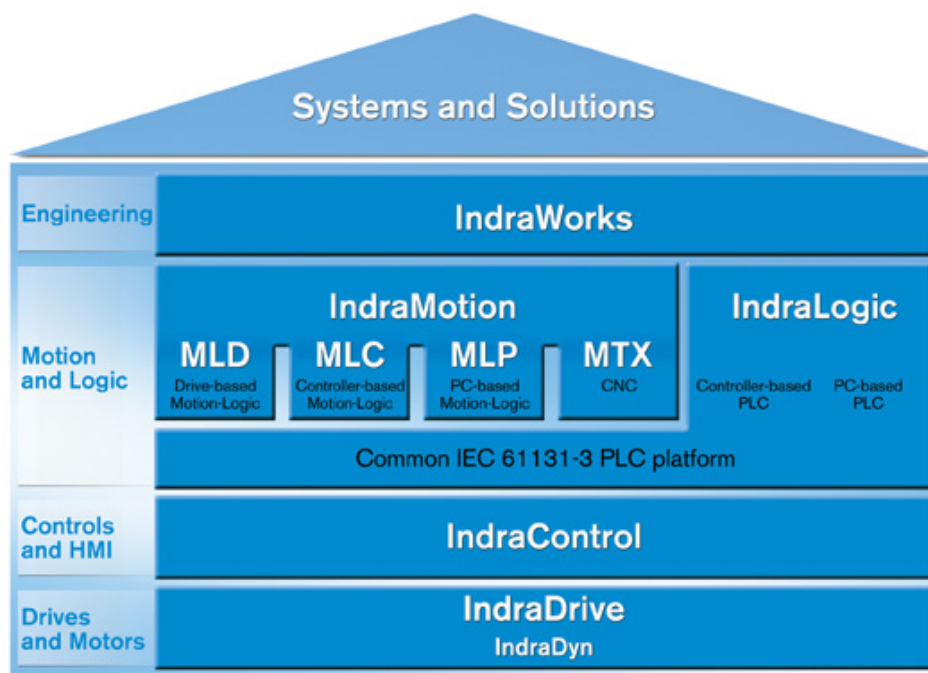 Systems and Solutions
Engineering
IndraWorks
Motion
and Logic
IndraMotion
MLD
Drive-based
Motion-Logic
MLC
Controller-based
Motion-Logic
MLP
PC-based
Motion-Logic
MTX
CNC
IndraLogic
Controller-based
PLC
PC-based
PLC
Common IEC 61131-3 PLC platform
Controls
and HMI
IndraControl
Drives
and Motors
IndraDrive
IndraDyn